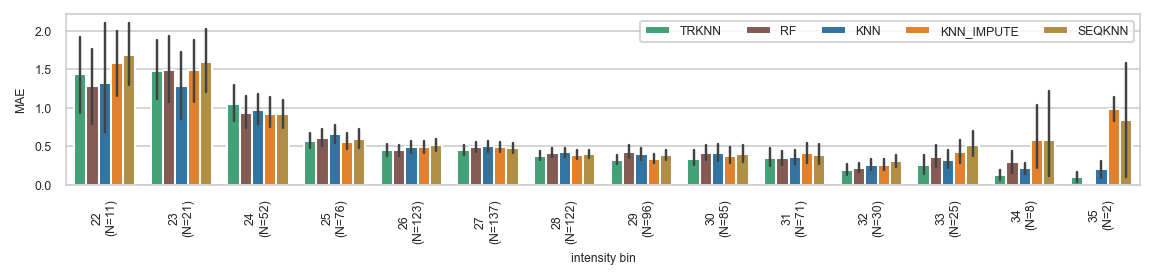 TRKNN RF KNN KNN_IMPUTE SEQKNN
MAE
2.0
1.5
1.0
0.5
0.0
22 (N=11)
23 (N=21)
24 (N=52)
25 (N=76)
26 (N=123)
27 (N=137)
28 (N=122)
29 (N=96)
30 (N=85)
31 (N=71)
32 (N=30)
33 (N=25)
34 (N=8)
35 (N=2)
intensity bin